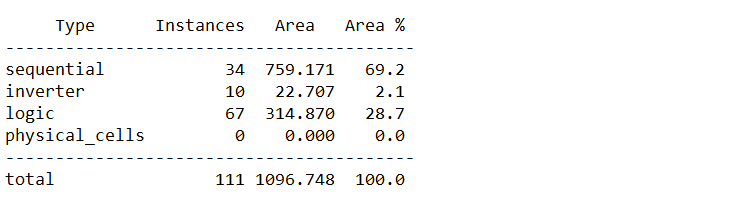 Type      Instances   Area   Area %
-----------------------------------------
sequential            34  759.171   69.2
inverter              10   22.707    2.1
logic                 67  314.870   28.7
physical_cells         0    0.000    0.0
-----------------------------------------
total                111 1096.748  100.0